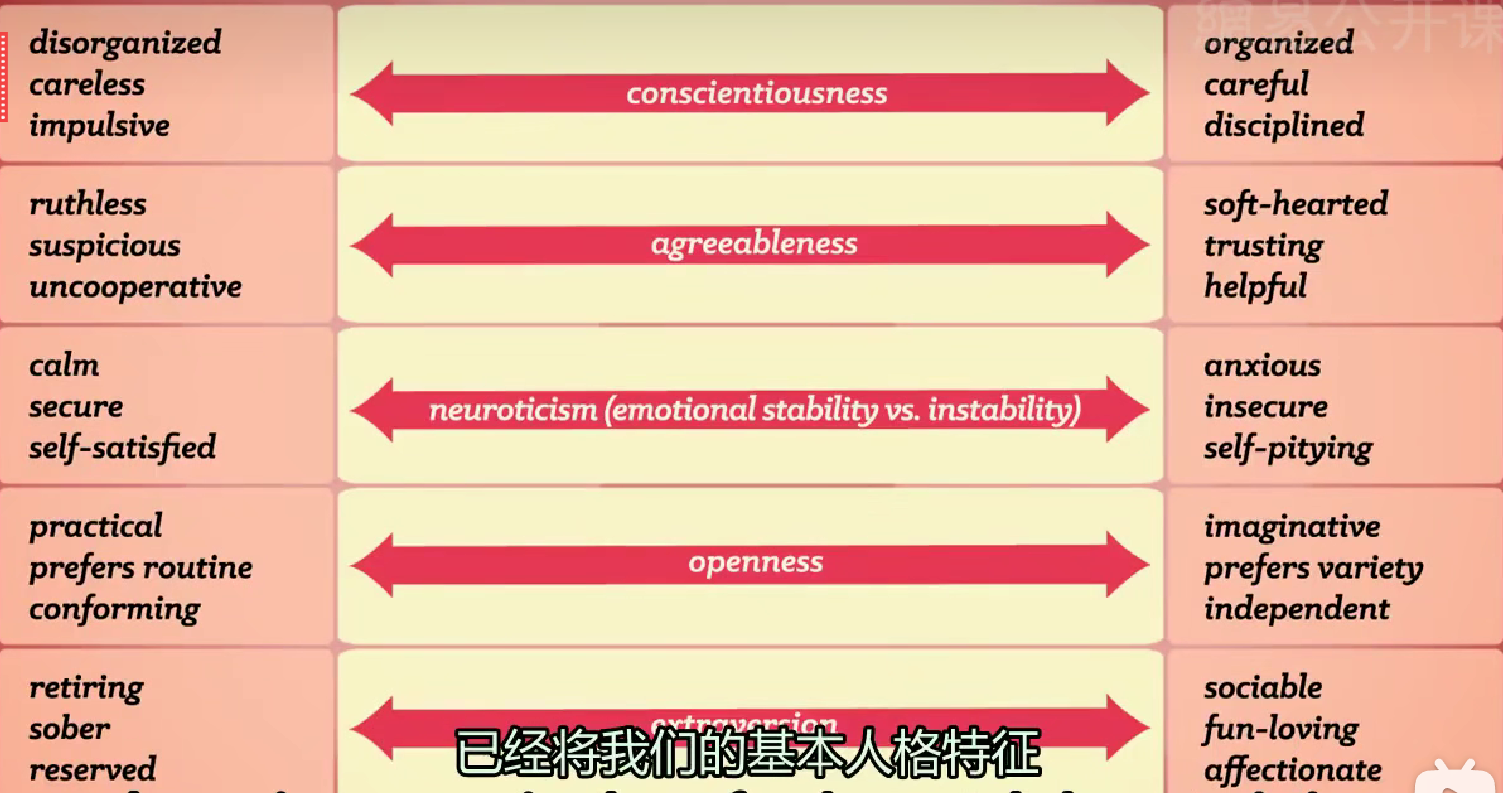 網易公开课
disorganized
careless
impulsive
conscientiousness
organized
careful
disciplined
ruthless
suspicious
uncooperative
agreeableness
soft-hearted
trusting
helpful
calm
secure
self-satisfied
neuroticism (emotional stability vs. instability)
anxious
insecure
self-pitying
practical
prefers routine
conforming
openness
imaginative
prefers variety
independent
retiring
sober
reserved
extraversion
sociable
fun-loving
affectionate
已经将我们的基本人格特征